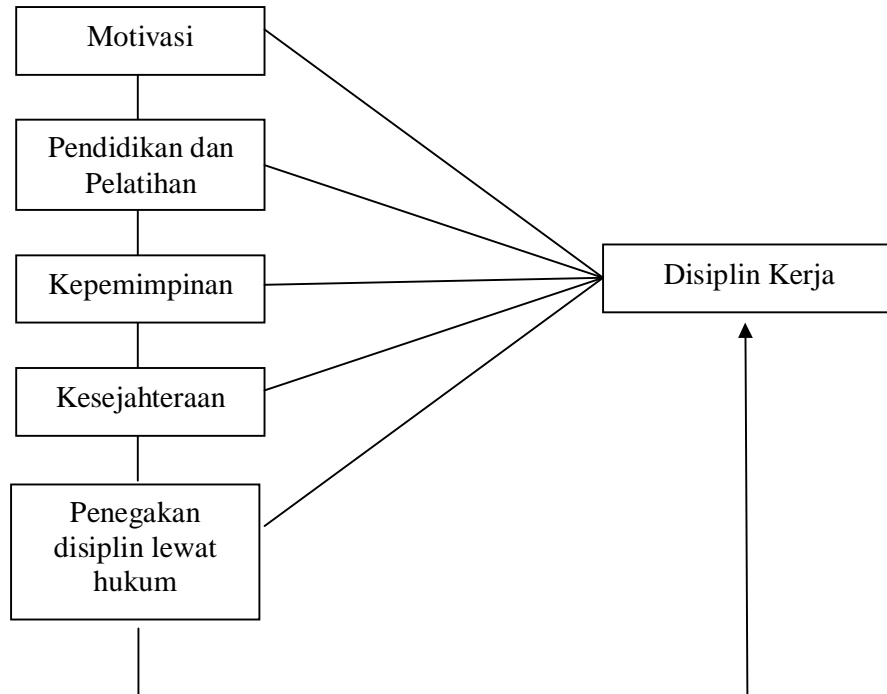 Motivasi
Pendidikan dan
Pelatihan
Kepemimpinan
Kesejahteraan
Penegakan
disiplin lewat
hukum
Disiplin Kerja